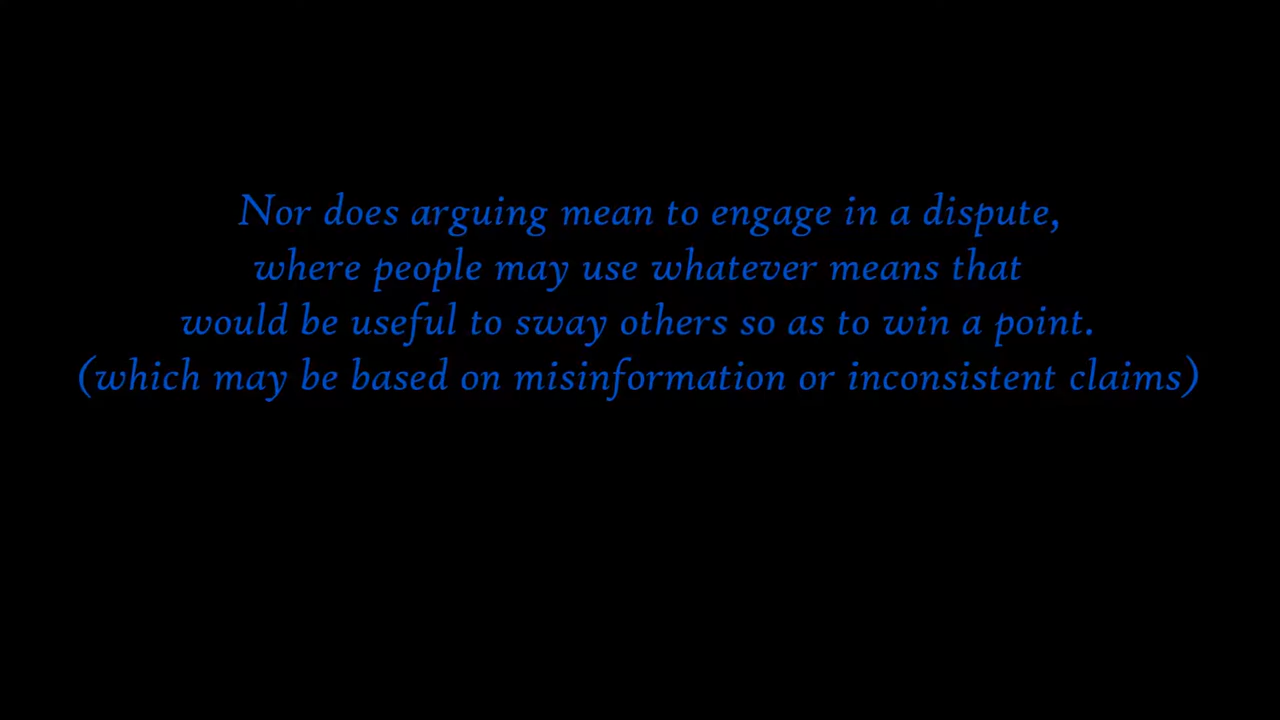 Nor does arguing mean to engage in a dispute,
where people may use whatever means that
would be useful to sway others so as to win a point.
(which may be based on misinformation or inconsistent claims)